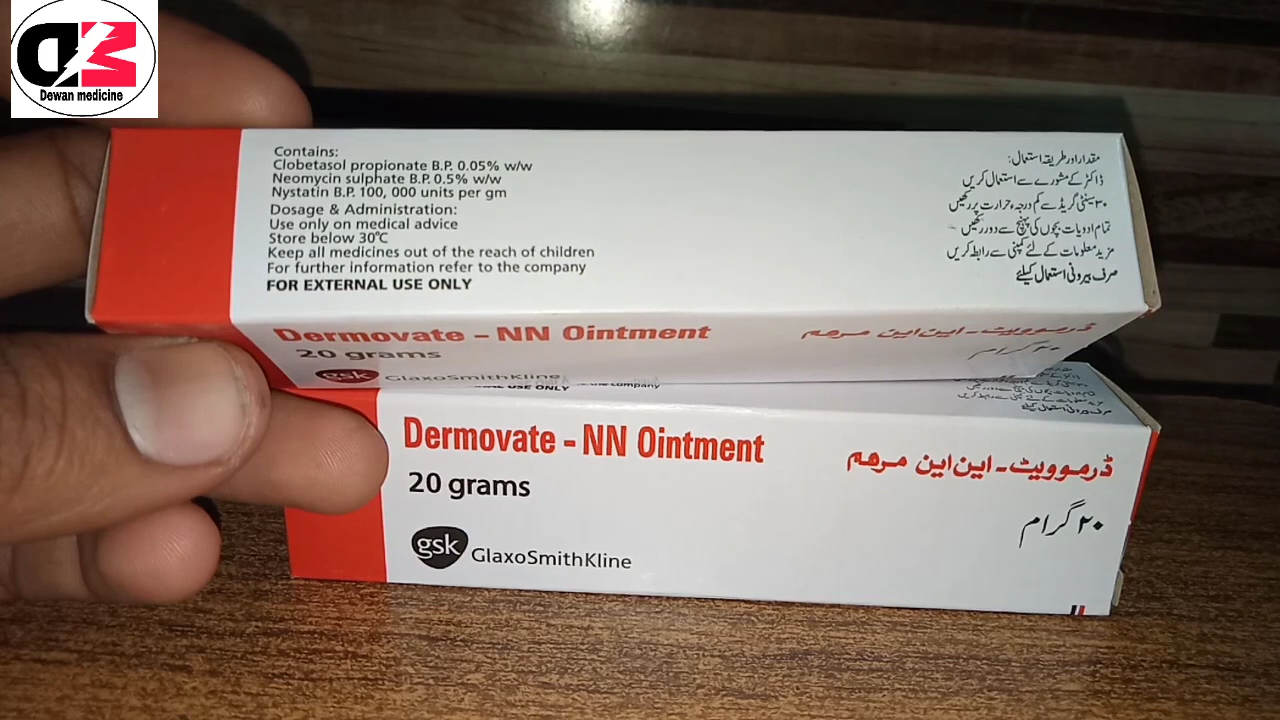 Dewan medicine
Contains:
Clobetasol propionate B.P. 0.05% w/w
Neomycin sulphate B.P. 0.5% w/w
Nystatin B.P. 100, 000 units per gm
Dosage & Administration:
Use only on medical advice
Store below 30°C
Keep all medicines out of the reach of children
For further information refer to the company
FOR EXTERNAL USE ONLY
مقدار اور طریقہ استعمال:
ڈاکٹر کے مشورے سے استعمال کریں
۳۰ سینٹی گریڈ سے کم درجہ حرارت پر رکھیں
تمام ادویات بچوں کی پہنچ سے دور رکھیں
مزید معلومات کے لئے کمپنی سے رابطہ کریں
صرف بیرونی استعمال کیلئے
Dermovate - NN Ointment
ڈرموویٹ - این این مرہم
20 grams
۲۰ گرام
gsk GlaxoSmithKline
USE ONLY
the company
Dermovate - NN Ointment
ڈرموویٹ - این این مرہم
20 grams
۲۰ گرام
gsk GlaxoSmithKline